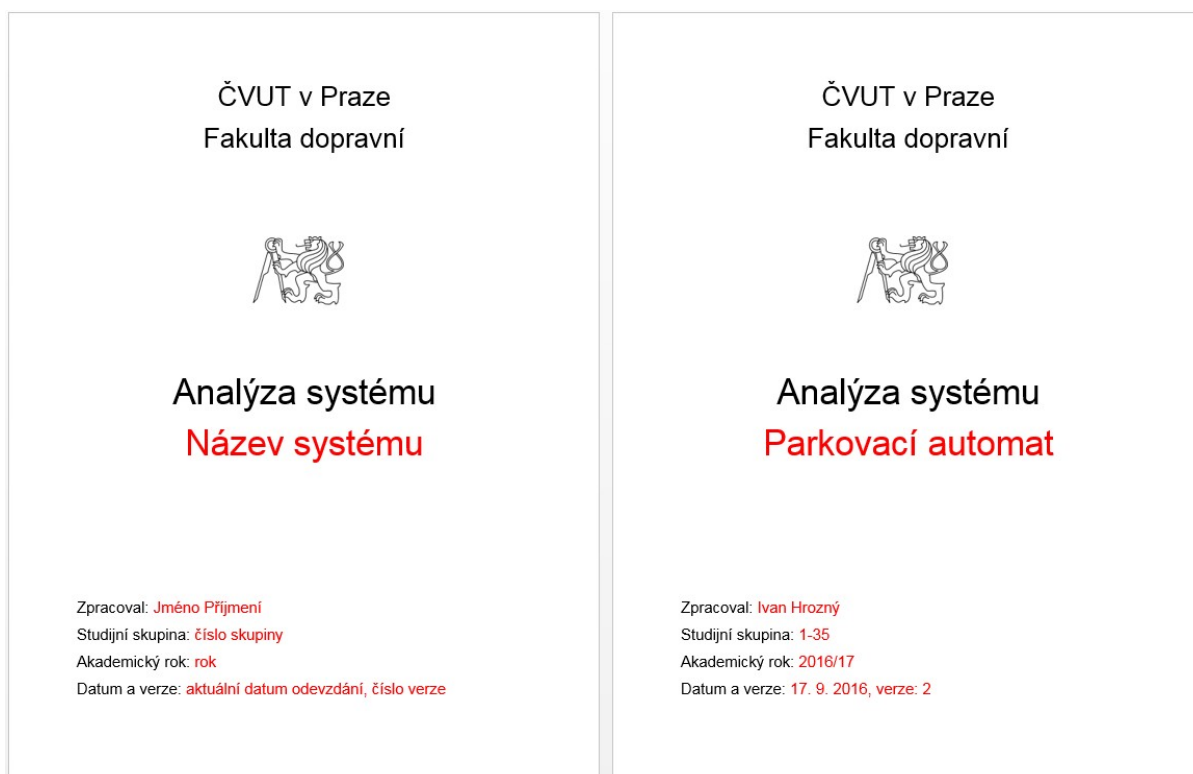 ČVUT v Praze
Fakulta dopravní
Analýza systému
Název systému
Zpracoval: Jméno Příjmení
Studijní skupina: číslo skupiny
Akademický rok: rok
Datum a verze: aktuální datum odevzdání, číslo verze
ČVUT v Praze
Fakulta dopravní
Analýza systému
Parkovací automat
Zpracoval: Ivan Hrozný
Studijní skupina: 1-35
Akademický rok: 2016/17
Datum a verze: 17. 9. 2016, verze: 2